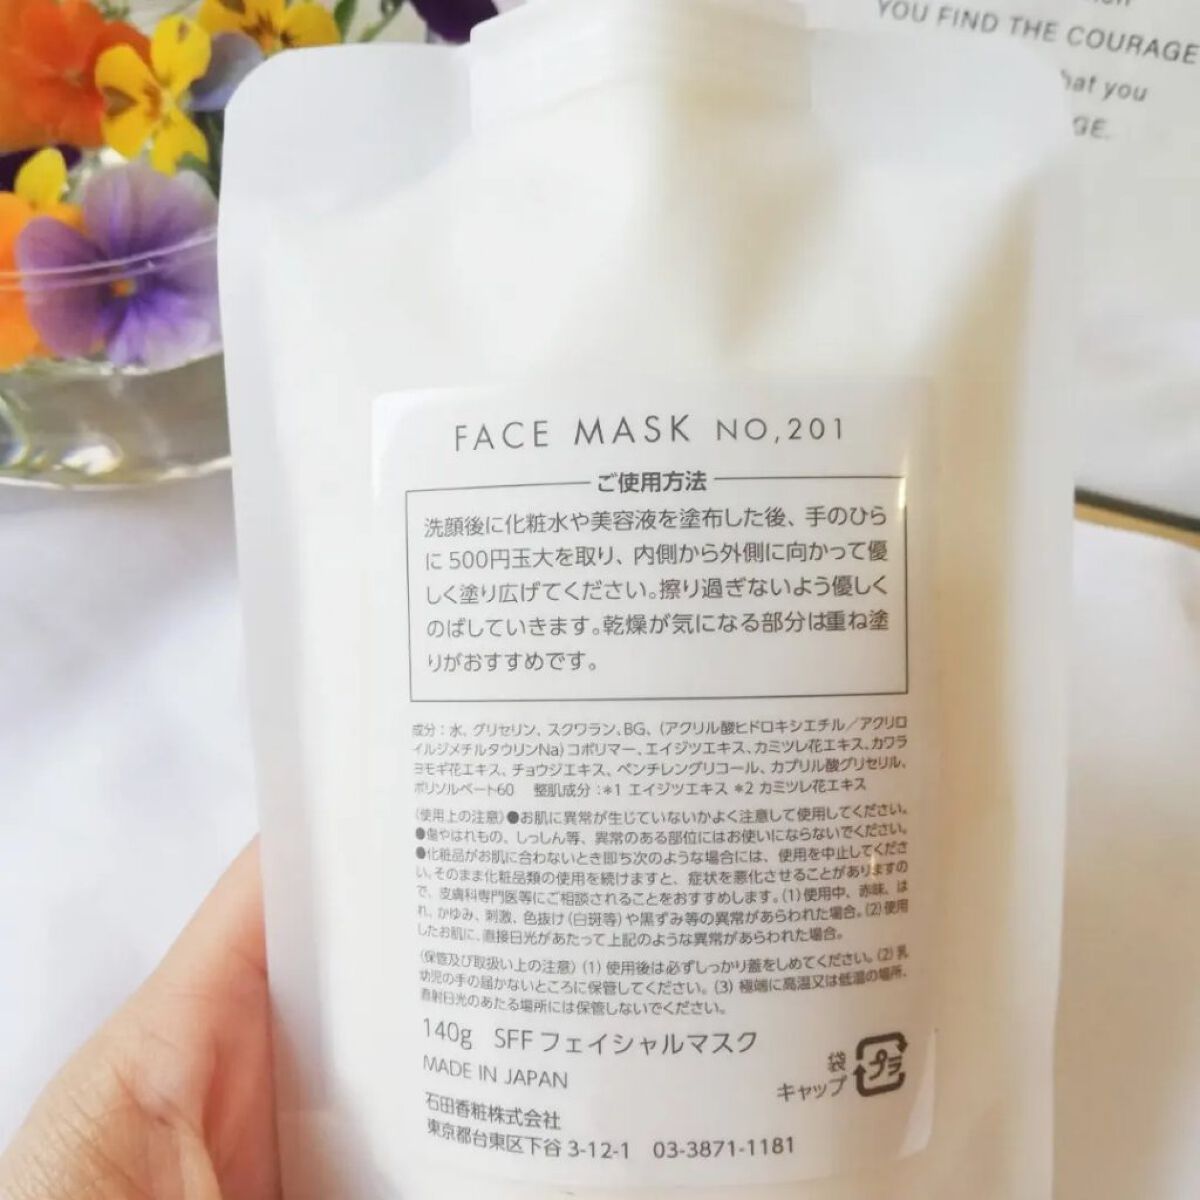 YOU FIND THE COURAGE
hat you
GE.
FACE MASK NO,201
ご使用方法
洗顔後に化粧水や美容液を塗布した後、手のひら
に500円玉大を取り、内側から外側に向かって優
しく塗り広げてください。擦り過ぎないよう優しく
のばしていきます。乾燥が気になる部分は重ね塗
りがおすすめです。
成分：水、グリセリン、スクワラン、BG、(アクリル酸ヒドロキシエチル／アクリロ
イルジメチルタウリンNa)コポリマー、エイジツエキス、カミツレ花エキス、カワラ
ヨモギ花エキス、チョウジエキス、ペンチレングリコール、カプリル酸グリセリル、
ポリソルベート60 整肌成分：*1 エイジツエキス *2 カミツレ花エキス
〈使用上の注意〉●お肌に異常が生じていないかよく注意して使用してください。
●傷やはれもの、しっしん等、異常のある部位にはお使いにならないでください。
●化粧品がお肌に合わないとき即ち次のような場合には、使用を中止してくださ
い。そのまま化粧品類の使用を続けますと、症状を悪化させることがありますの
で、皮膚科専門医等にご相談されることをおすすめします。(1)使用中、赤味、は
れ、かゆみ、刺激、色抜け(白斑等)や黒ずみ等の異常があらわれた場合。(2)使用
したお肌に、直接日光があたって上記のような異常があらわれた場合。
〈保管及び取扱い上の注意〉(1)使用後は必ずしっかり蓋をしめてください。(2)乳
幼児の手の届かないところに保管してください。(3)極端に高温又は低温の場所、
直射日光のあたる場所には保管しないでください。
140g SFFフェイシャルマスク
MADE IN JAPAN
袋
キャップ
プラ
石田香粧株式会社
東京都台東区下谷3-12-1 03-3871-1181